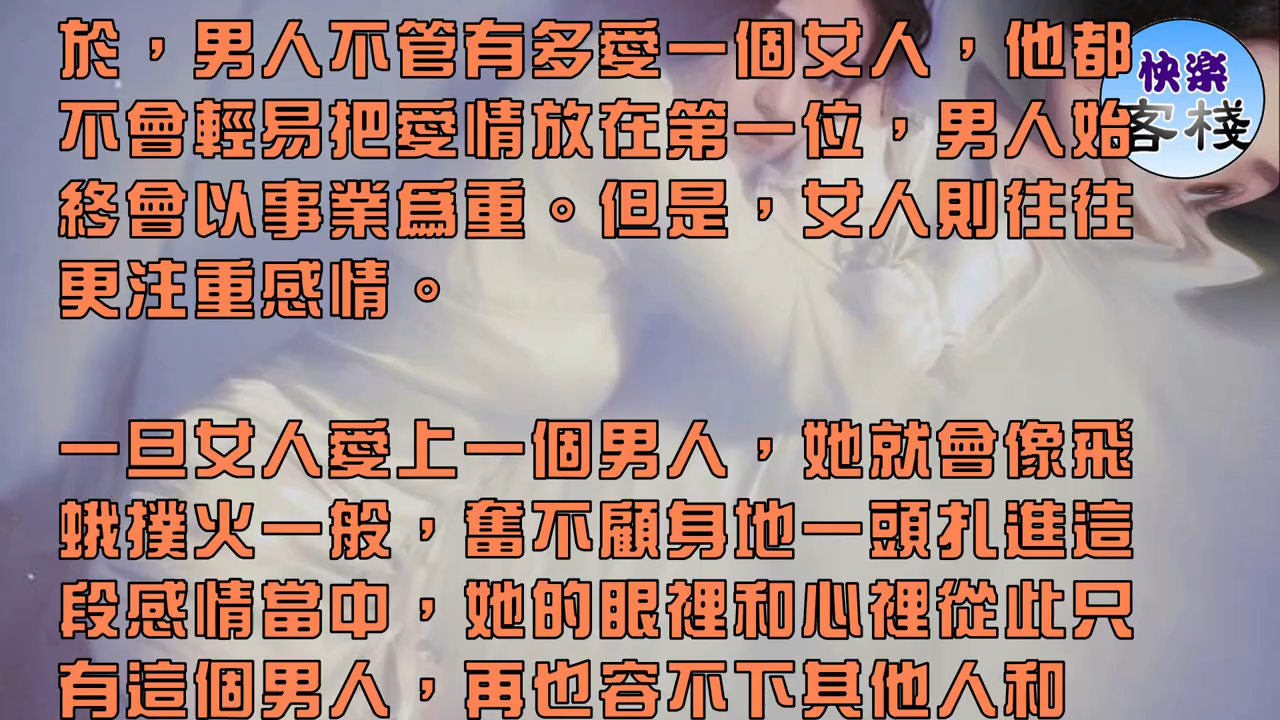 於，男人不管有多愛一個女人，他都
不會輕易把愛情放在第一位，男人始
終會以事業爲重。但是，女人則往往
更注重感情。
一旦女人愛上一個男人，她就會像飛
蛾撲火一般，奮不顧身地一頭扎進這
段感情當中，她的眼裡和心裡從此只
有這個男人，再也容不下其他人和
快樂
客棧